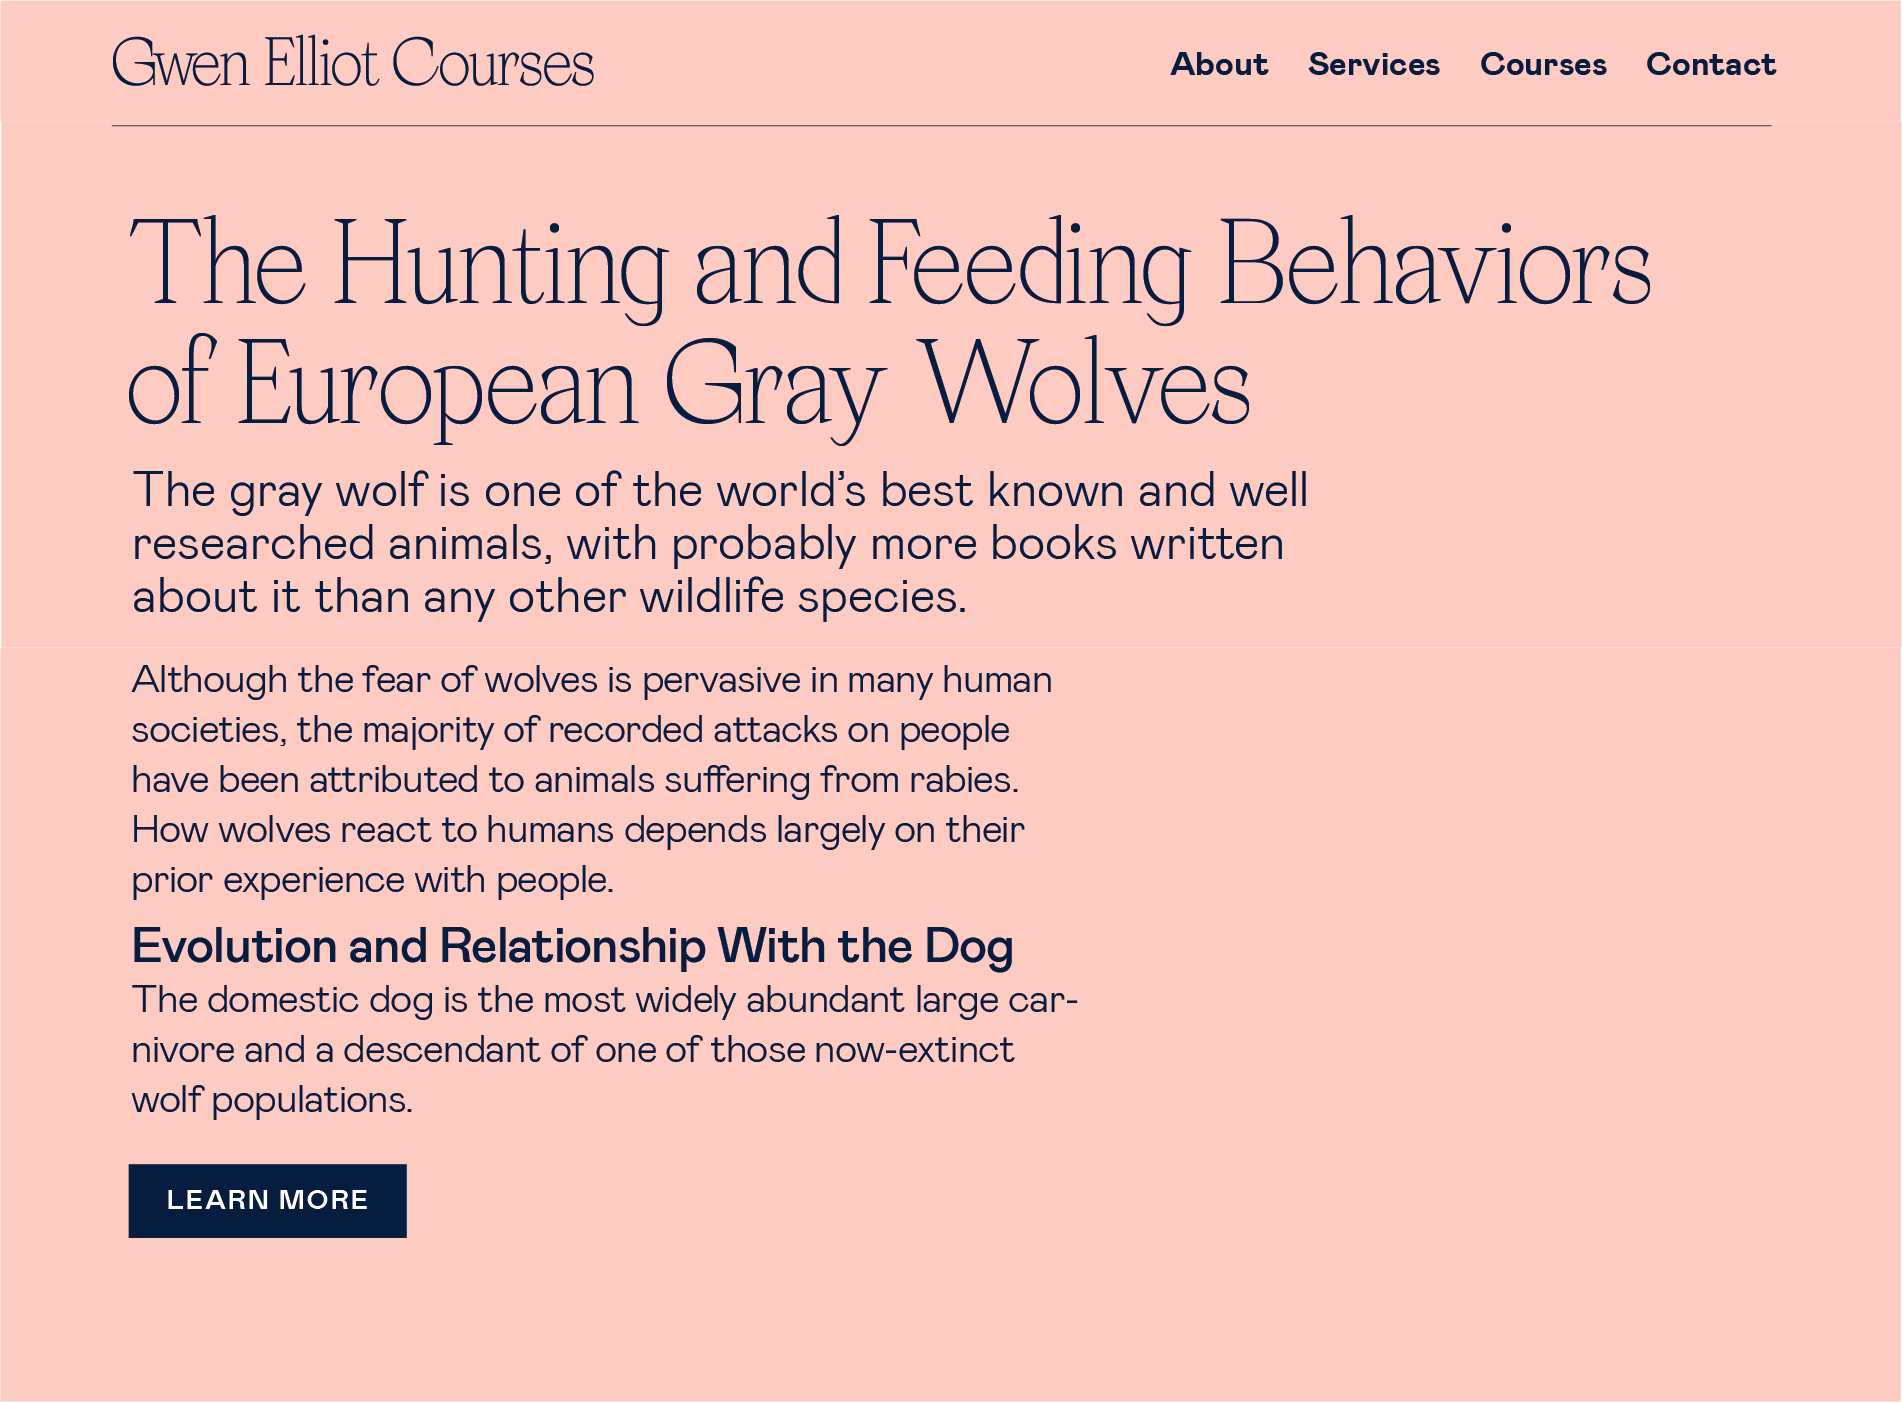 Gwen Elliot Courses
About Services Courses Contact
The Hunting and Feeding Behaviors
of European Gray Wolves
The gray wolf is one of the world’s best known and well
researched animals, with probably more books written
about it than any other wildlife species.
Although the fear of wolves is pervasive in many human
societies, the majority of recorded attacks on people
have been attributed to animals suffering from rabies.
How wolves react to humans depends largely on their
prior experience with people.
Evolution and Relationship With the Dog
The domestic dog is the most widely abundant large car-
nivore and a descendant of one of those now-extinct
wolf populations.
LEARN MORE